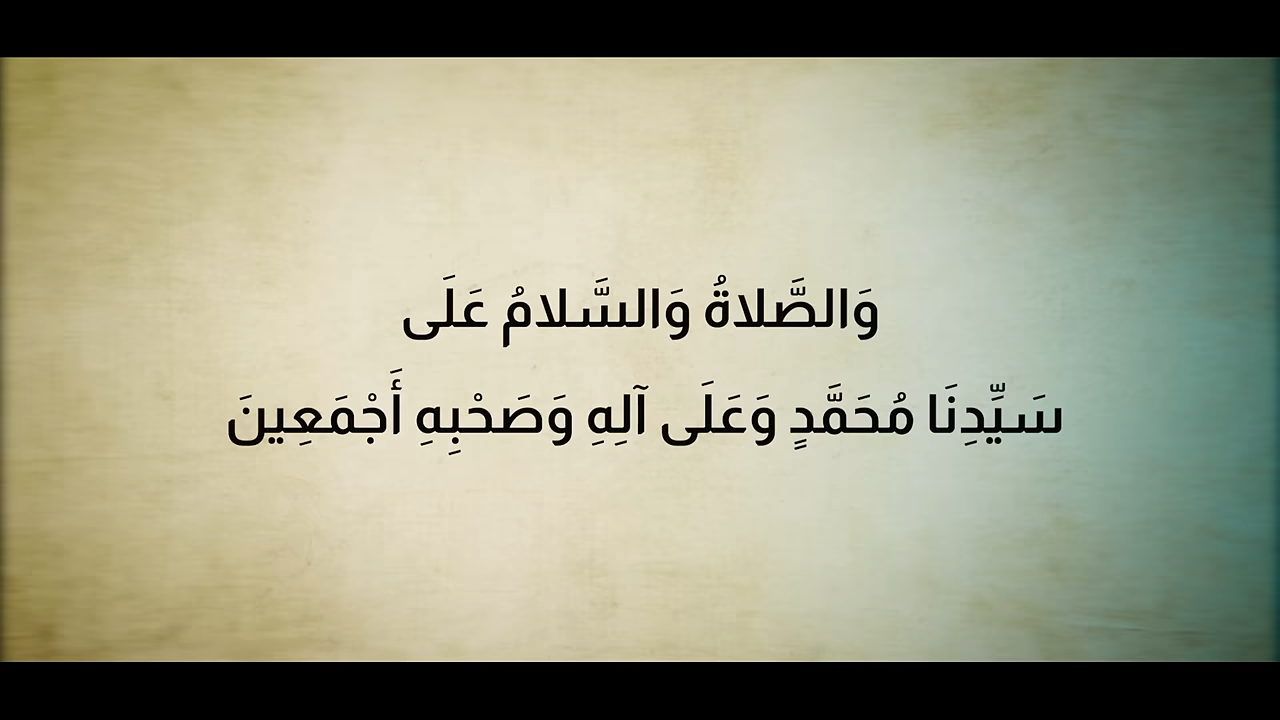 وَالصَّلاةُ وَالسَّلامُ عَلَى
سَيِّدِنَا مُحَمَّدٍ وَعَلَى آلِهِ وَصَحْبِهِ أَجْمَعِينَ